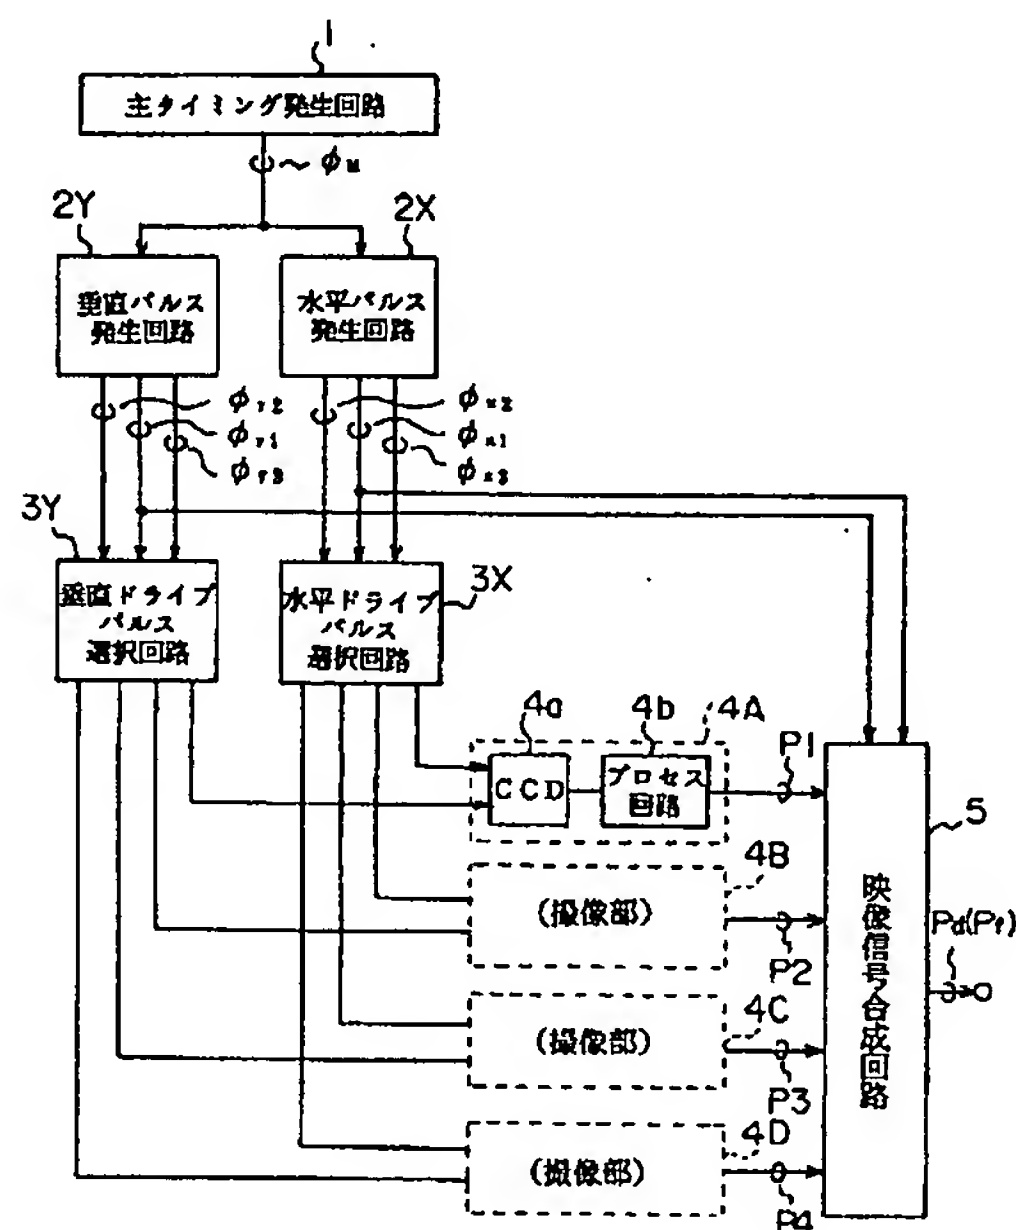 1
主タイミング発生回路
～φM
2Y
2X
垂直パルス
発生回路
水平パルス
発生回路
φY2
φY1
φY3
φX2
φX1
φX3
3Y
3X
垂直ドライブ
パルス
選択回路
水平ドライブ
パルス
選択回路
4a
4b
4A
CCD
プロセス
回路
P1
5
4B
(撮像部)
P2
映像信号合成回路
Pd(Pf)
4C
(撮像部)
P3
4D
(撮像部)
P4